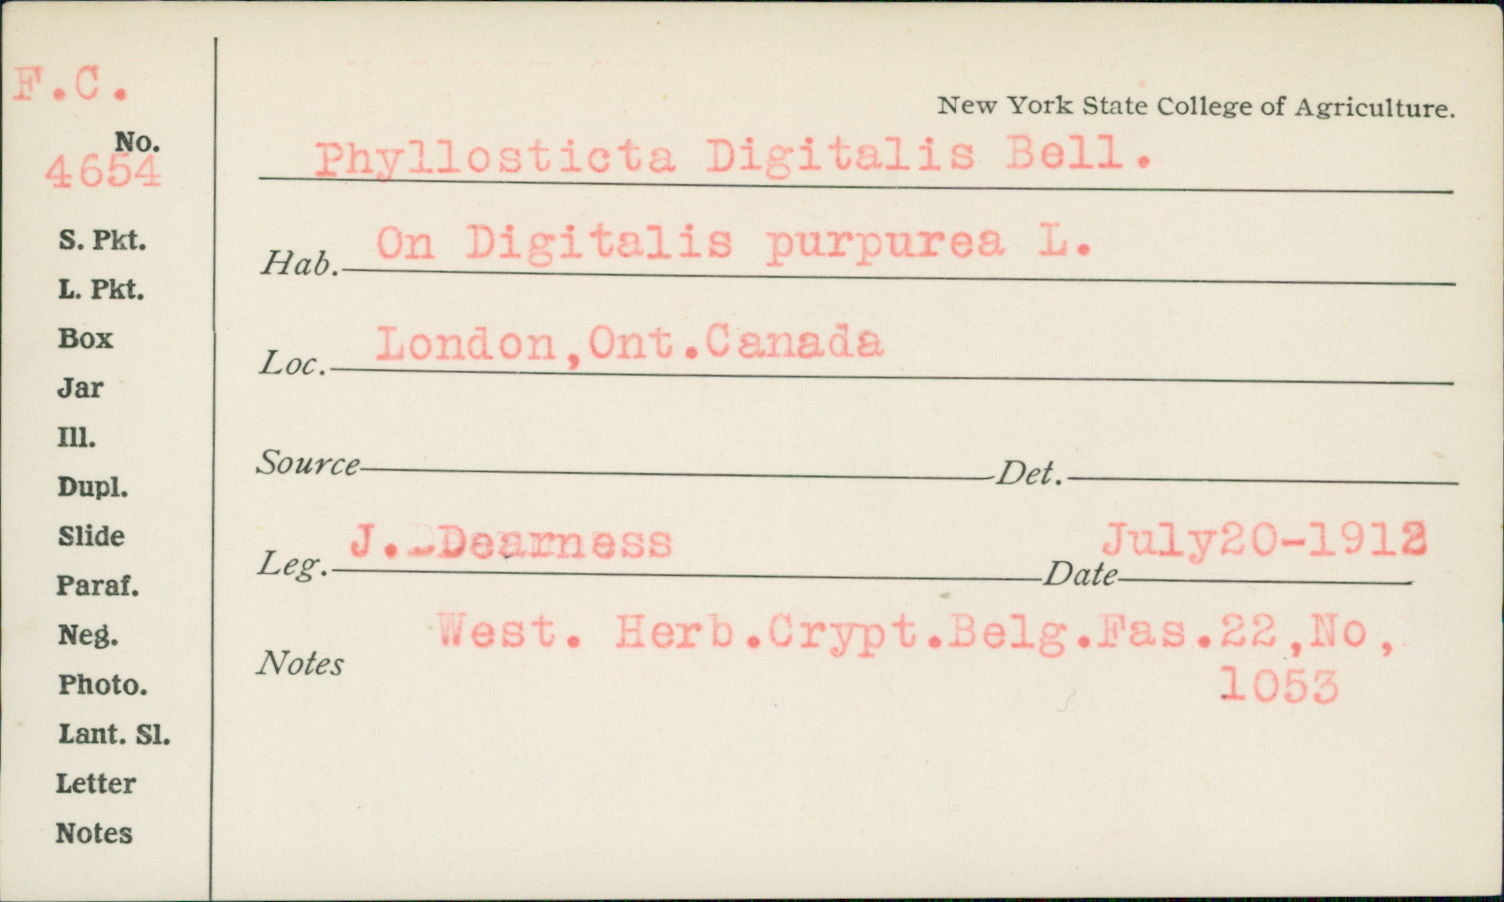 F.C.
New York State College of Agriculture.
No.
4654
Phyllosticta Digitalis Bell.
S. Pkt.
L. Pkt.
Box
Jar
Ill.
Dupl.
Slide
Paraf.
Neg.
Photo.
Lant. Sl.
Letter
Notes
Hab. On Digitalis purpurea L.
Loc. London,Ont.Canada
Source Det.
Leg. J. Dearness Date July20-1912
Notes West. Herb.Crypt.Belg.Fas.22,No,
1053